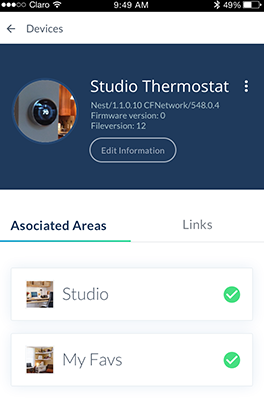 Claro 9:49 AM 49%
Devices
Studio Thermostat
Nest/1.1.0.10 CFNetwork/548.0.4
Firmware version: 0
Fileversion: 12
Edit Information
Asociated Areas Links
Studio
My Favs